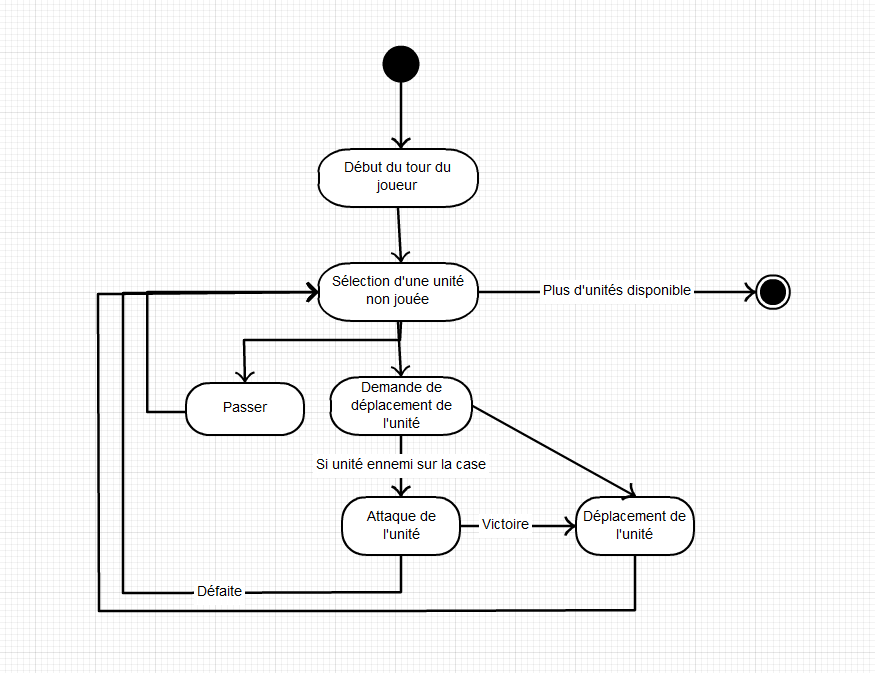 Début du tour du
joueur
Sélection d'une unité
non jouée
Plus d'unités disponible
Passer
Demande de
déplacement de
l'unité
Si unité ennemi sur la case
Attaque de
l'unité
Victoire
Déplacement de
l'unité
Défaite